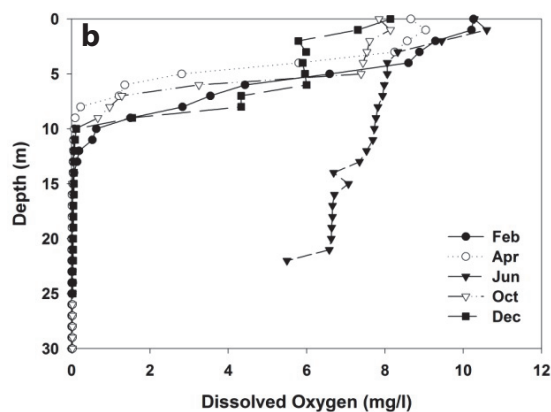 b
0
5
10
15
20
25
30
Depth (m)
Feb
Apr
Jun
Oct
Dec
0 2 4 6 8 10 12
Dissolved Oxygen (mg/l)